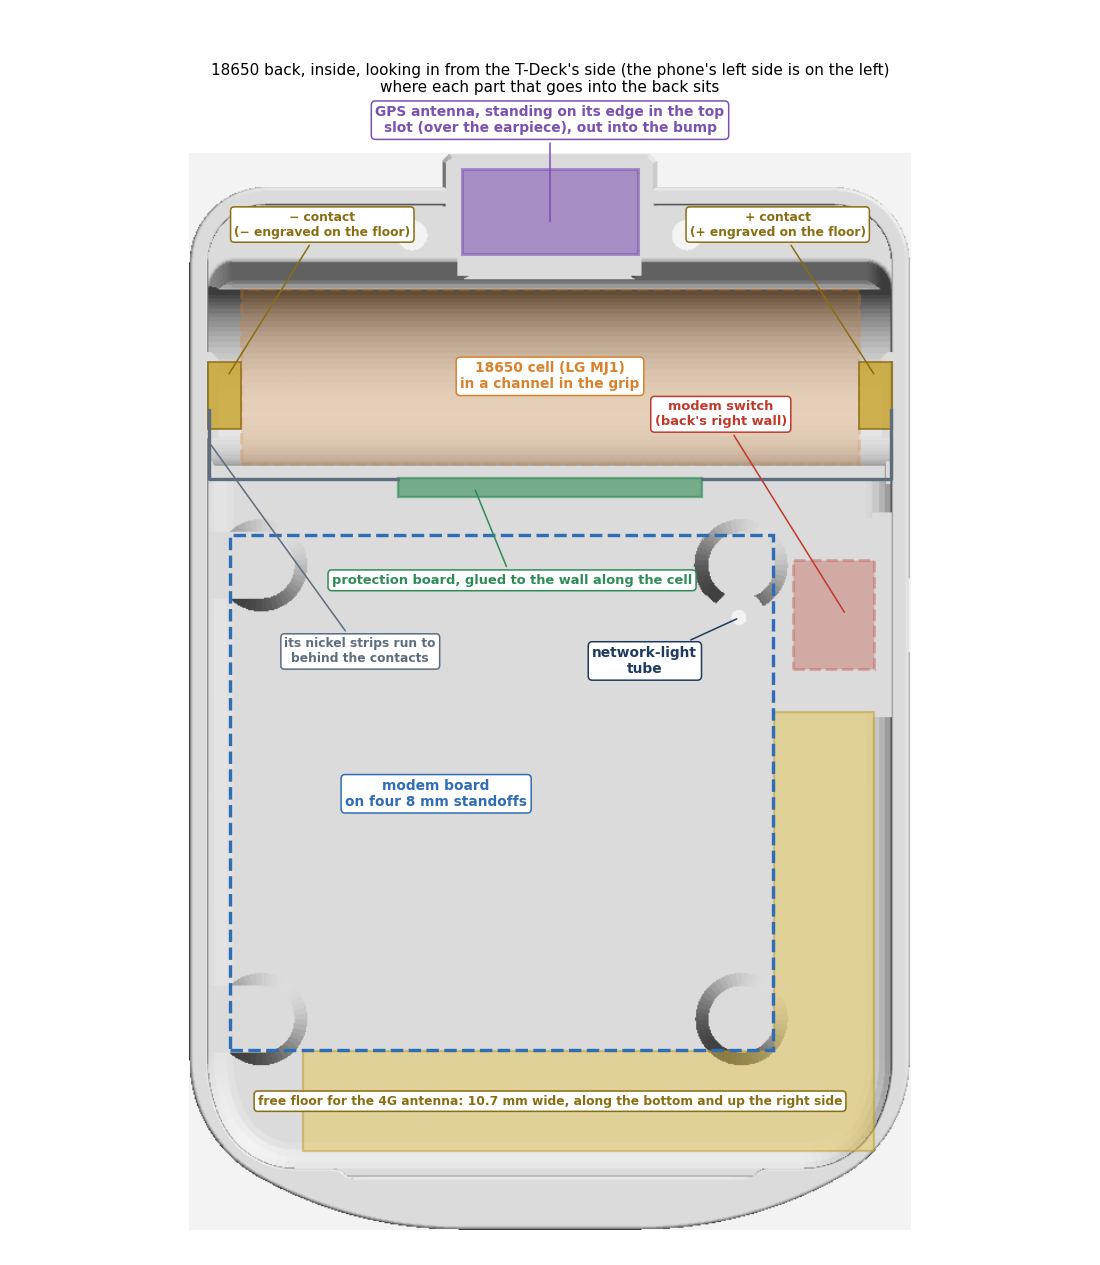 18650 back, inside, looking in from the T-Deck's side (the phone's left side is on the left)
where each part that goes into the back sits
GPS antenna, standing on its edge in the top
slot (over the earpiece), out into the bump
− contact
(− engraved on the floor)
+ contact
(+ engraved on the floor)
18650 cell (LG MJ1)
in a channel in the grip
modem switch
(back's right wall)
protection board, glued to the wall along the cell
its nickel strips run to
behind the contacts
network-light
tube
modem board
on four 8 mm standoffs
free floor for the 4G antenna: 10.7 mm wide, along the bottom and up the right side